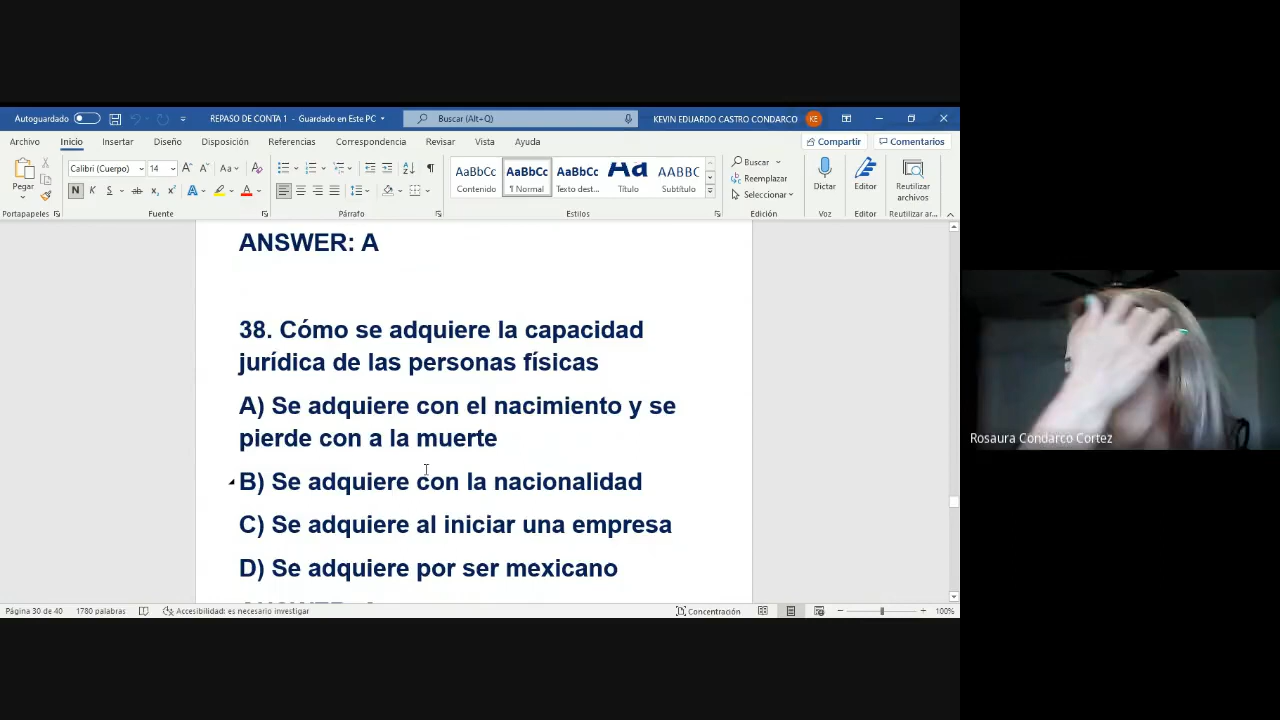 Autoguardado
REPASO DE CONTA 1 - Guardado en Este PC
Buscar (Alt+Q)
KEVIN EDUARDO CASTRO CONDARCO
KE
Archivo Inicio Insertar Diseño Disposición Referencias Correspondencia Revisar Vista Ayuda
Compartir Comentarios
Pegar
Calibri (Cuerpo) 14
AaBbCc AaBbCc AaBbCc Aa AABBC
Contenido Normal Texto dest... Título Subtítulo
Buscar
Reemplazar
Seleccionar
Dictar
Editor
Reutilizar archivos
Portapapeles Fuente Párrafo Estilos Edición Voz Editor Reutilizar ar...
ANSWER: A
38. Cómo se adquiere la capacidad
jurídica de las personas físicas
A) Se adquiere con el nacimiento y se
pierde con a la muerte
B) Se adquiere con la nacionalidad
C) Se adquiere al iniciar una empresa
D) Se adquiere por ser mexicano
Página 30 de 40 1780 palabras Accesibilidad: es necesario investigar Concentración 100%
Rosaura Condarco Cortez